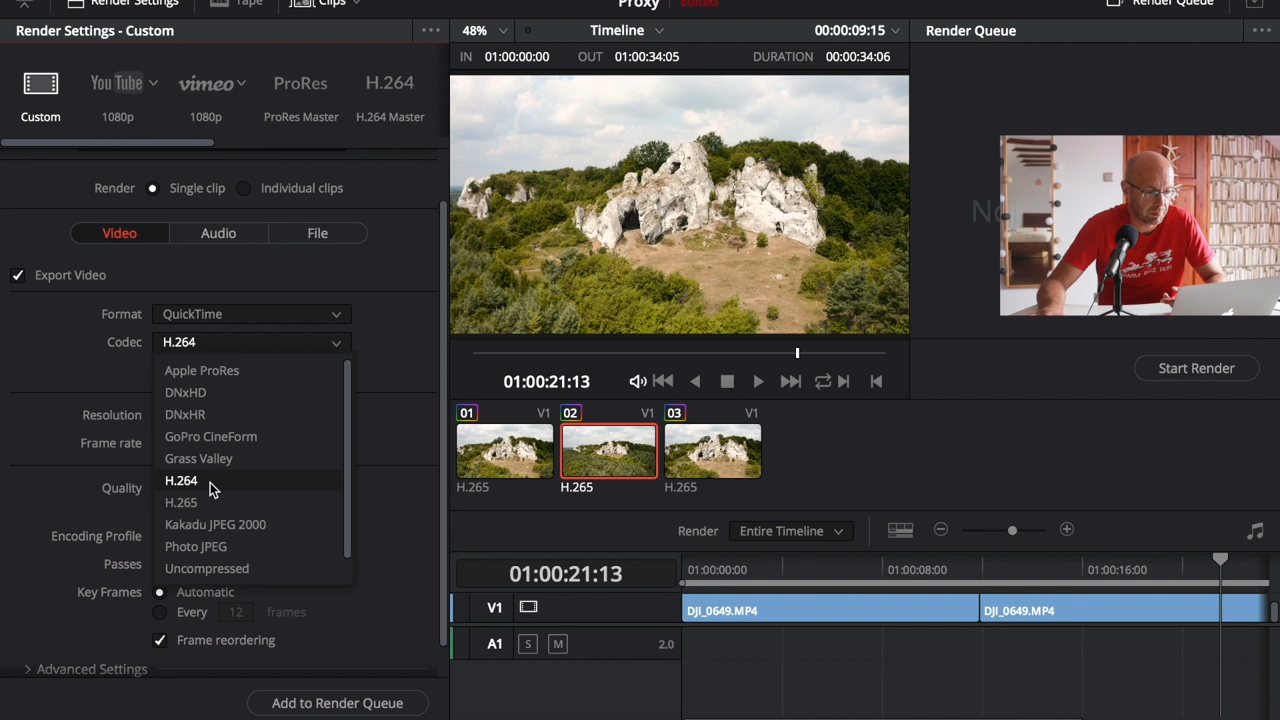 Render Settings
Tape
Clips
Proxy
Edited
Render Queue
Render Settings - Custom
48%
Timeline
00:00:09:15
Render Queue
IN 01:00:00:00 OUT 01:00:34:05 DURATION 00:00:34:06
YouTube
vimeo
ProRes
H.264
Custom
1080p
1080p
ProRes Master
H.264 Master
Render Single clip Individual clips
Video Audio File
Export Video
Format QuickTime
Codec H.264
Apple ProRes
DNxHD
DNxHR
GoPro CineForm
Grass Valley
H.264
H.265
Kakadu JPEG 2000
Photo JPEG
Uncompressed
Resolution
Frame rate
Quality
Encoding Profile
Passes
Key Frames Automatic
Every 12 frames
Frame reordering
Advanced Settings
Add to Render Queue
01:00:21:13
01 V1 02 V1 03 V1
H.265 H.265 H.265
Render Entire Timeline
01:00:21:13
01:00:00:00 01:00:08:00 01:00:16:00
V1
DJI_0649.MP4 DJI_0649.MP4
A1 S M 2.0
No
SWIM BIKE RUN
Start Render